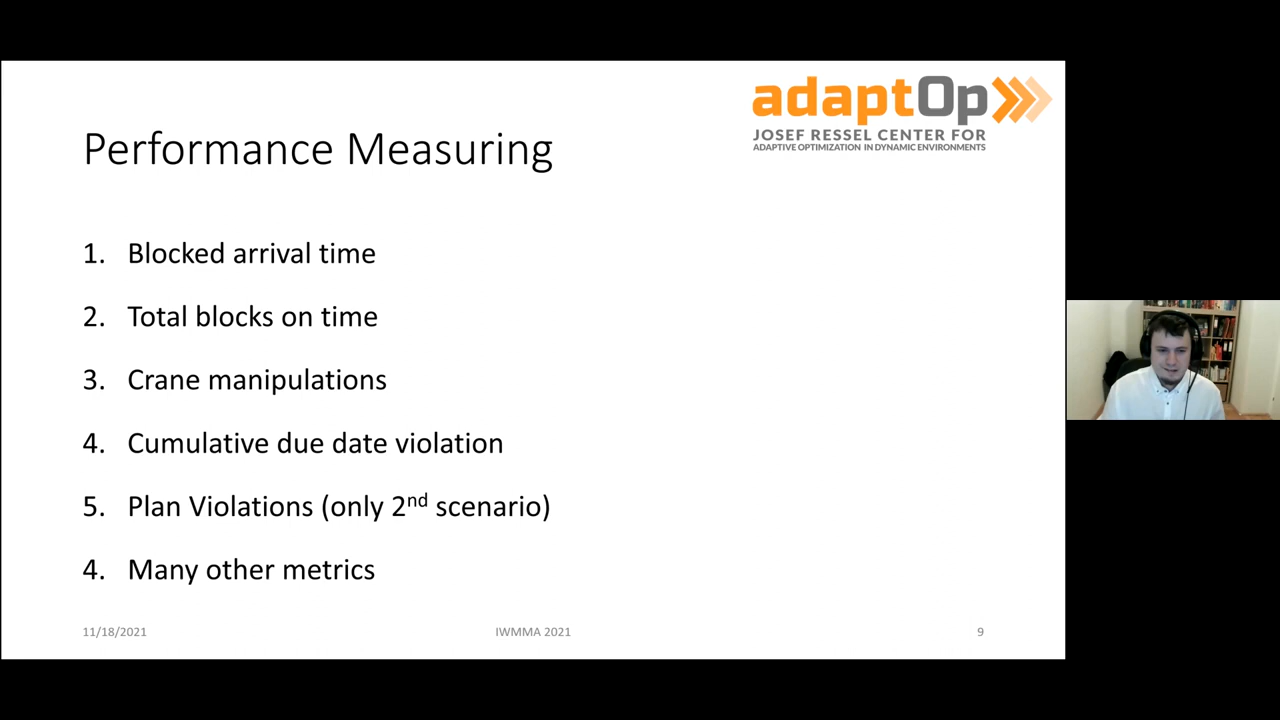 adaptOp
JOSEF RESSEL CENTER FOR
ADAPTIVE OPTIMIZATION IN DYNAMIC ENVIRONMENTS
Performance Measuring
1. Blocked arrival time
2. Total blocks on time
3. Crane manipulations
4. Cumulative due date violation
5. Plan Violations (only 2nd scenario)
4. Many other metrics
11/18/2021
IWMMA 2021
9